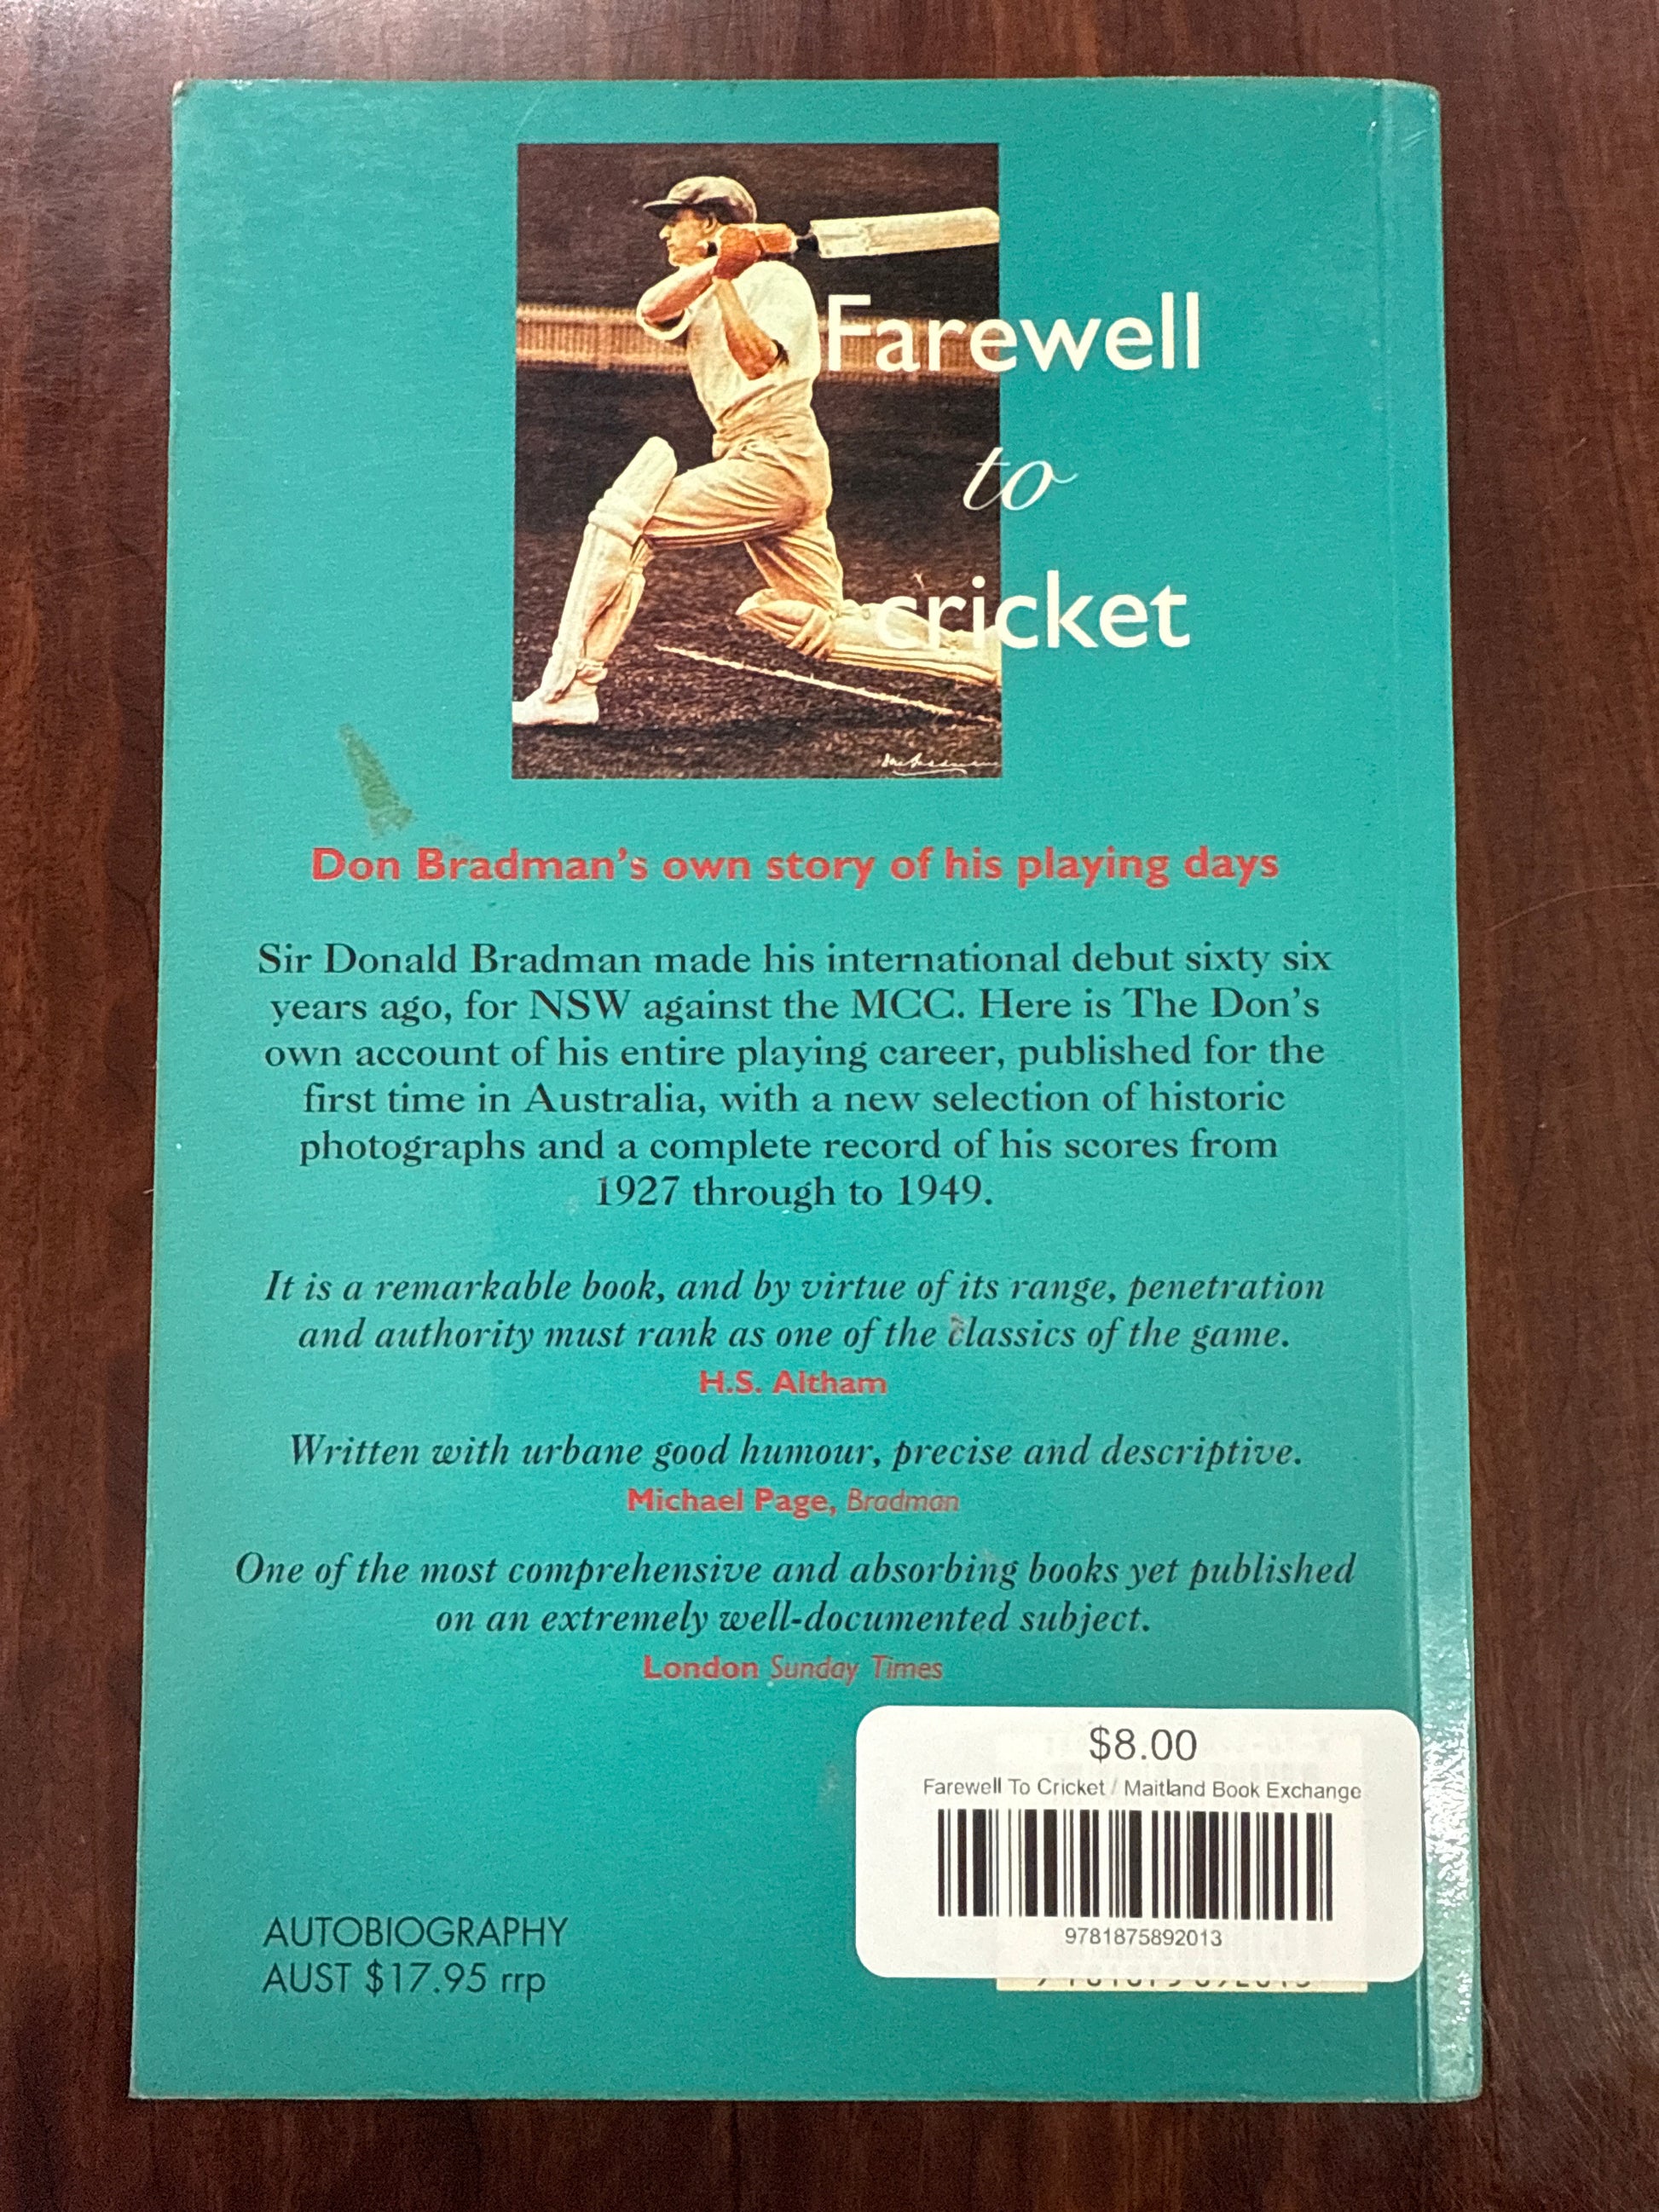 Farewell
to
cricket
Don Bradman
Don Bradman's own story of his playing days
Sir Donald Bradman made his international debut sixty six
years ago, for NSW against the MCC. Here is The Don's
own account of his entire playing career, published for the
first time in Australia, with a new selection of historic
photographs and a complete record of his scores from
1927 through to 1949.
It is a remarkable book, and by virtue of its range, penetration
and authority must rank as one of the classics of the game.
H.S. Altham
Written with urbane good humour, precise and descriptive.
Michael Page, Bradman
One of the most comprehensive and absorbing books yet published
on an extremely well-documented subject.
London Sunday Times
$8.00
Farewell To Cricket / Maitland Book Exchange
9781875892013
AUTOBIOGRAPHY
AUST $17.95 rrp